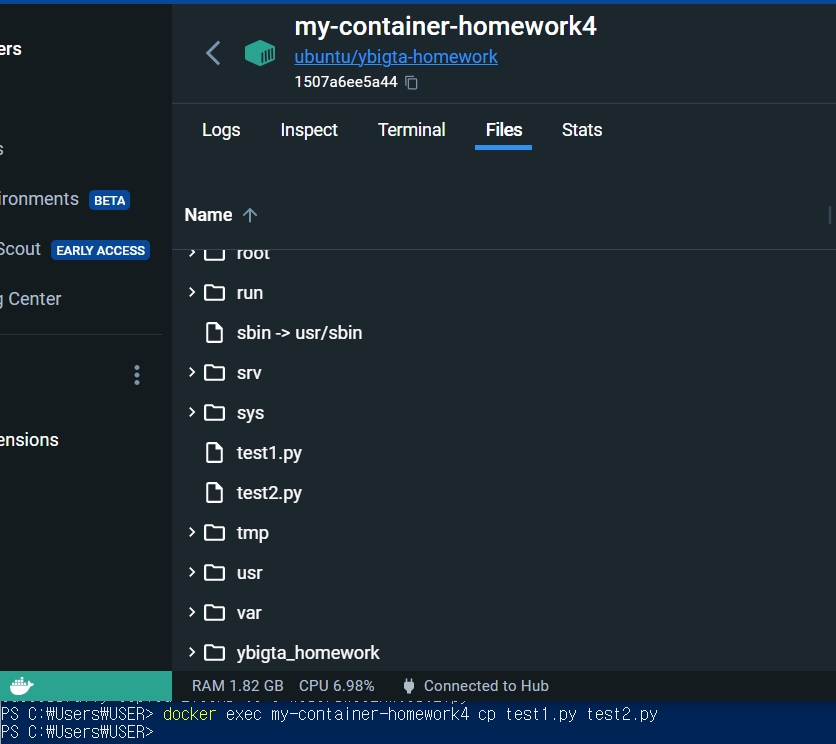 my-container-homework4
ers
ubuntu/ybigta-homework
1507a6ee5a44
Logs Inspect Terminal Files Stats
s
ironments BETA
Name
Scout EARLY ACCESS
root
run
g Center
sbin -> usr/sbin
srv
sys
ensions
test1.py
test2.py
tmp
usr
var
ybigta_homework
RAM 1.82 GB CPU 6.98% Connected to Hub
PS C:₩Users₩USER> docker exec my-container-homework4 cp test1.py test2.py
PS C:₩Users₩USER>